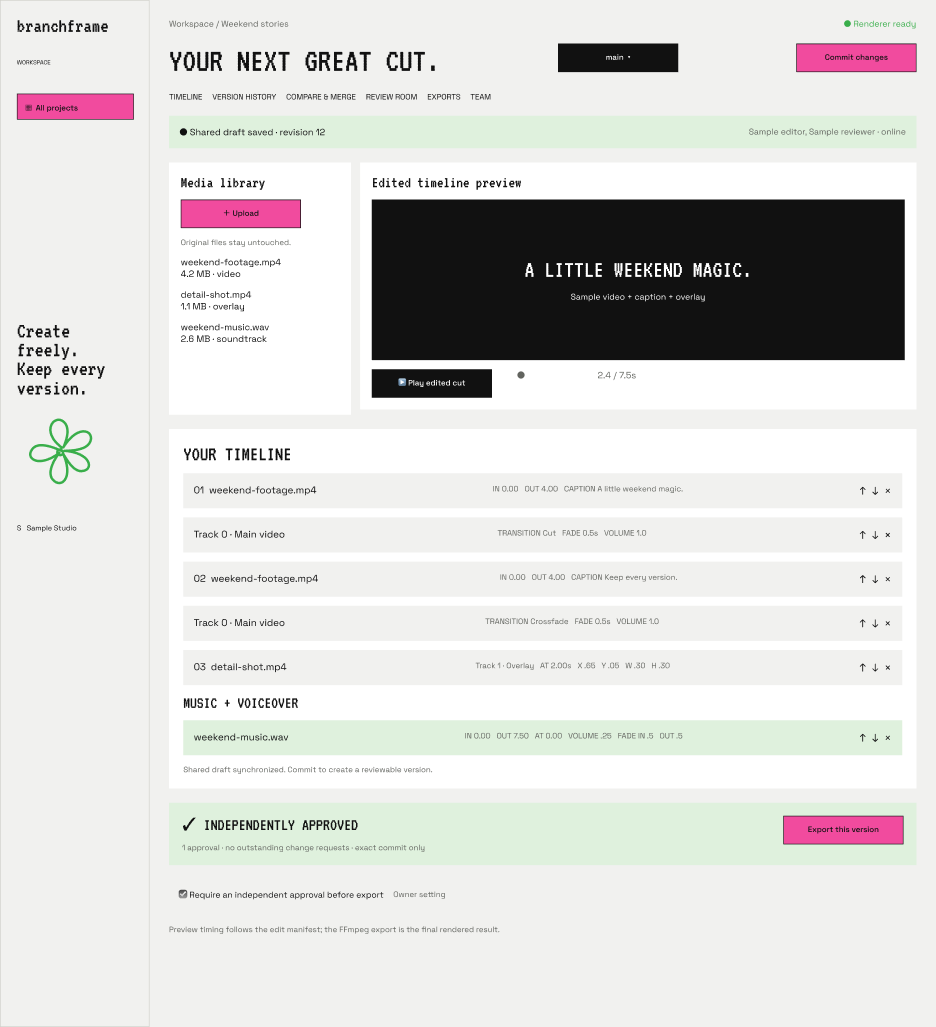 branchframe
WORKSPACE
All projects
Create
freely.
Keep every
version.
S Sample Studio
Workspace / Weekend stories
Renderer ready
YOUR NEXT GREAT CUT.
main
Commit changes
TIMELINE VERSION HISTORY COMPARE & MERGE REVIEW ROOM EXPORTS TEAM
Shared draft saved · revision 12
Sample editor, Sample reviewer · online
Media library
+ Upload
Original files stay untouched.
weekend-footage.mp4
4.2 MB · video
detail-shot.mp4
1.1 MB · overlay
weekend-music.wav
2.6 MB · soundtrack
Edited timeline preview
A LITTLE WEEKEND MAGIC.
Sample video + caption + overlay
Play edited cut
2.4 / 7.5s
YOUR TIMELINE
01 weekend-footage.mp4 IN 0.00 OUT 4.00 CAPTION A little weekend magic. ↑ ↓ ×
Track 0 · Main video TRANSITION Cut FADE 0.5s VOLUME 1.0 ↑ ↓ ×
02 weekend-footage.mp4 IN 0.00 OUT 4.00 CAPTION Keep every version. ↑ ↓ ×
Track 0 · Main video TRANSITION Crossfade FADE 0.5s VOLUME 1.0 ↑ ↓ ×
03 detail-shot.mp4 Track 1 · Overlay AT 2.00s X .65 Y .05 W .30 H .30 ↑ ↓ ×
MUSIC + VOICEOVER
weekend-music.wav IN 0.00 OUT 7.50 AT 0.00 VOLUME .25 FADE IN .5 OUT .5 ↑ ↓ ×
Shared draft synchronized. Commit to create a reviewable version.
✓ INDEPENDENTLY APPROVED
1 approval · no outstanding change requests · exact commit only
Export this version
Require an independent approval before export Owner setting
Preview timing follows the edit manifest; the FFmpeg export is the final rendered result.